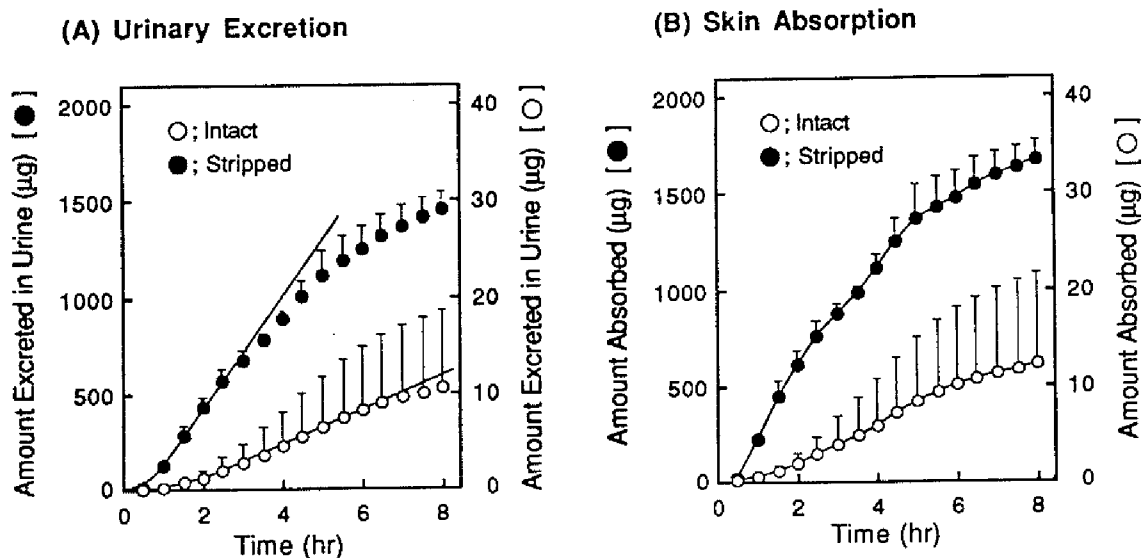 (A) Urinary Excretion
Amount Excreted in Urine (µg) [ ● ]
2000
1500
1000
500
0
○ ; Intact
● ; Stripped
40
30
20
10
0
Amount Excreted in Urine (µg) [ ○ ]
0 2 4 6 8
Time (hr)
(B) Skin Absorption
Amount Absorbed (µg) [ ● ]
2000
1500
1000
500
0
○ ; Intact
● ; Stripped
40
30
20
10
0
Amount Absorbed (µg) [ ○ ]
0 2 4 6 8
Time (hr)